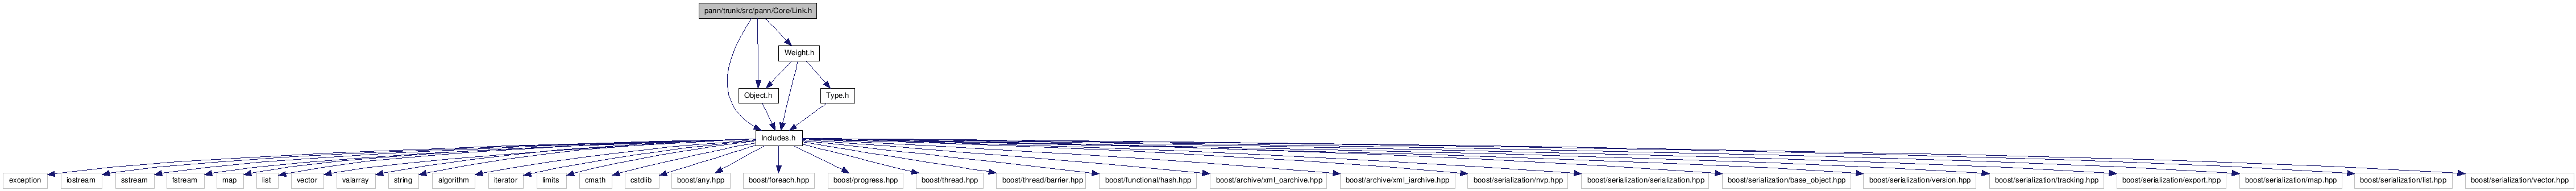 pann/trunk/src/pann/Core/Link.h
Weight.h
Object.h
Type.h
Includes.h
exception
iostream
sstream
fstream
map
list
vector
valarray
string
algorithm
iterator
limits
cmath
cstdlib
boost/any.hpp
boost/foreach.hpp
boost/progress.hpp
boost/thread.hpp
boost/thread/barrier.hpp
boost/functional/hash.hpp
boost/archive/xml_oarchive.hpp
boost/archive/xml_iarchive.hpp
boost/serialization/nvp.hpp
boost/serialization/serialization.hpp
boost/serialization/base_object.hpp
boost/serialization/version.hpp
boost/serialization/tracking.hpp
boost/serialization/export.hpp
boost/serialization/map.hpp
boost/serialization/list.hpp
boost/serialization/vector.hpp